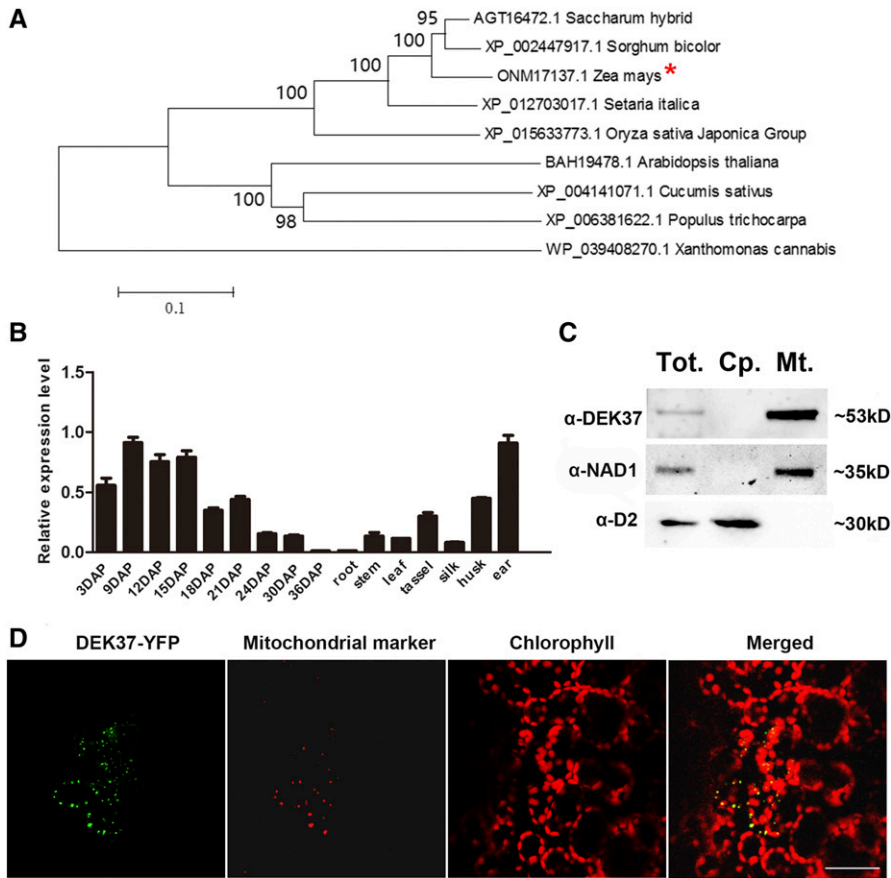 A
95
AGT16472.1 Saccharum hybrid
100
XP_002447917.1 Sorghum bicolor
100
ONM17137.1 Zea mays *
100
XP_012703017.1 Setaria italica
XP_015633773.1 Oryza sativa Japonica Group
BAH19478.1 Arabidopsis thaliana
100
XP_004141071.1 Cucumis sativus
98
XP_006381622.1 Populus trichocarpa
WP_039408270.1 Xanthomonas cannabis
0.1
B
Relative expression level
1.5
1.0
0.5
0.0
3DAP 9DAP 12DAP 15DAP 18DAP 21DAP 24DAP 30DAP 36DAP root stem leaf tassel silk husk ear
C
Tot. Cp. Mt.
α-DEK37 ~53kD
α-NAD1 ~35kD
α-D2 ~30kD
D
DEK37-YFP Mitochondrial marker Chlorophyll Merged